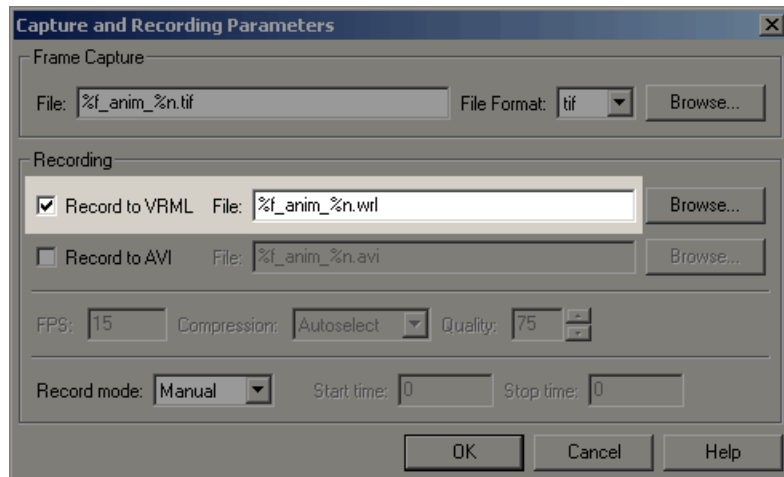 Capture and Recording Parameters
Frame Capture
File: %f_anim_%n.tif File Format: tif Browse...
Recording
Record to VRML File: %f_anim_%n.wrl Browse...
Record to AVI File: %f_anim_%n.avi Browse...
FPS: 15 Compression: Autoselect Quality: 75
Record mode: Manual Start time: 0 Stop time: 0
OK Cancel Help